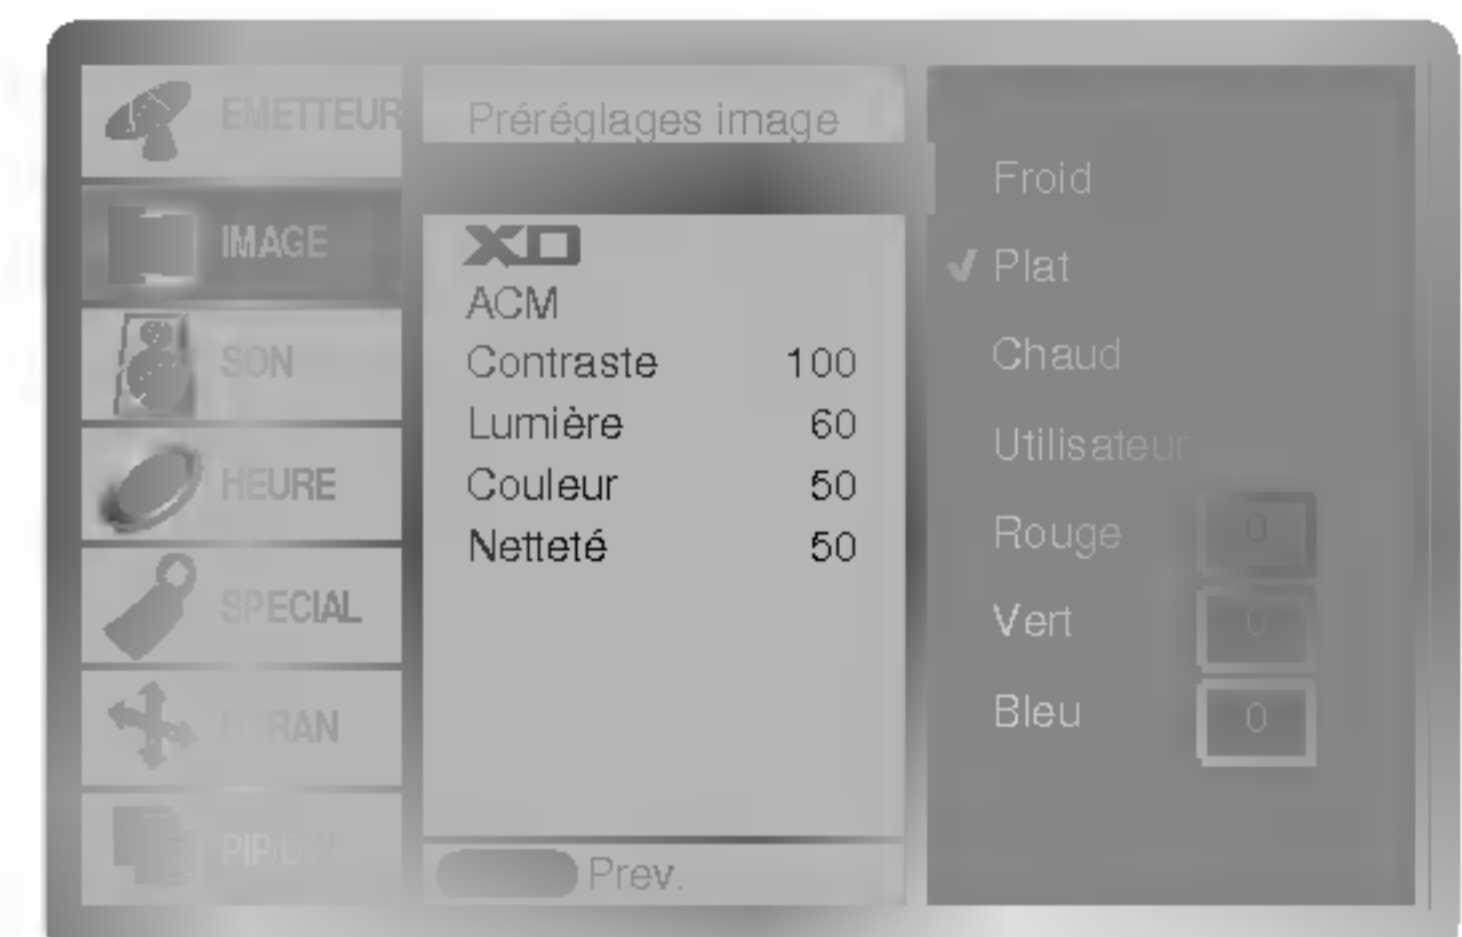 EMETTEUR
IMAGE
SON
HEURE
SPECIAL
Préréglages image
XD
ACM
Contraste 100
Lumière 60
Couleur 50
Netteté 50
Prev.
Froid
✓ Plat
Chaud
Utilisateur
Rouge 0
Vert 0
Bleu 0